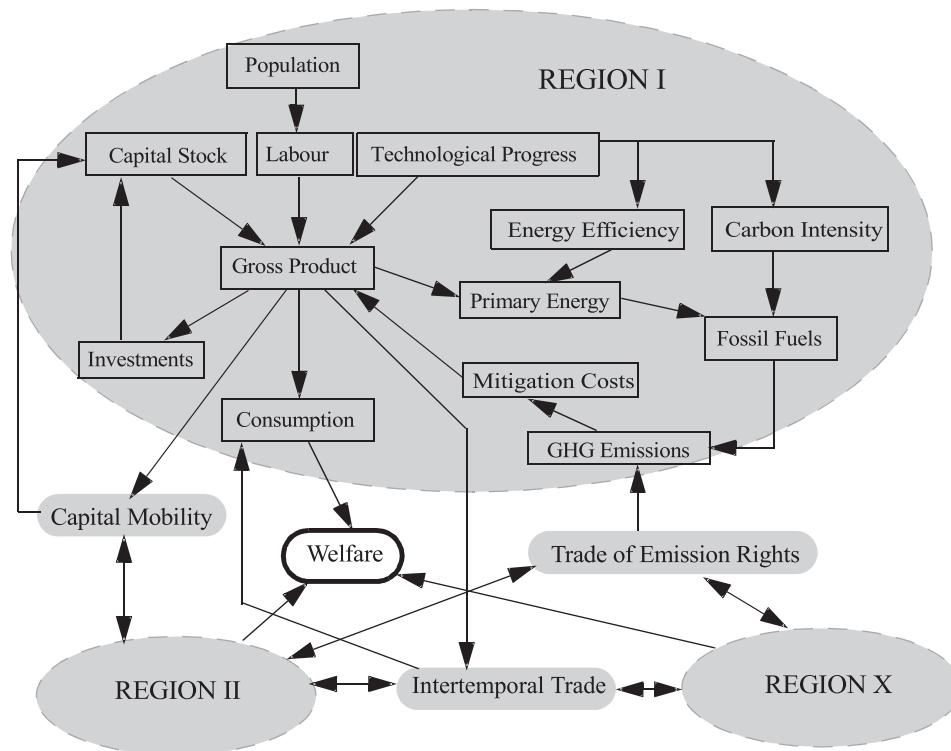 Population
REGION I
Capital Stock
Labour
Technological Progress
Energy Efficiency
Carbon Intensity
Gross Product
Primary Energy
Fossil Fuels
Investments
Mitigation Costs
Consumption
GHG Emissions
Capital Mobility
Welfare
Trade of Emission Rights
REGION II
Intertemporal Trade
REGION X